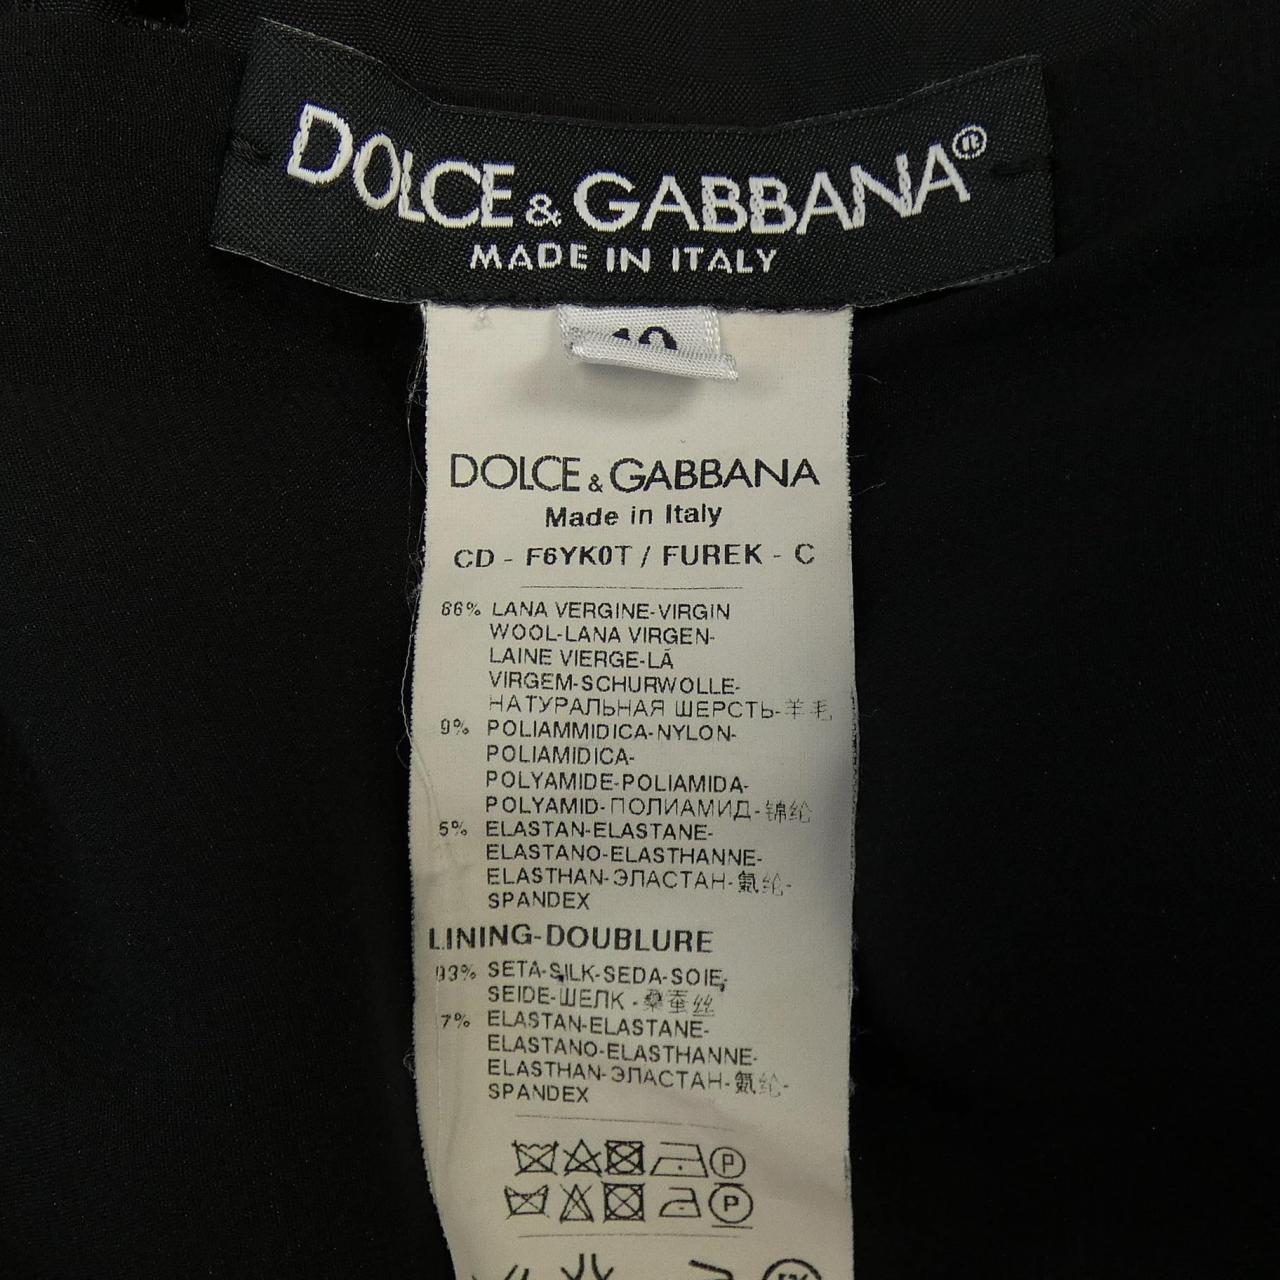 DOLCE & GABBANA®
MADE IN ITALY
DOLCE & GABBANA
Made in Italy
CD - F6YK0T / FUREK - C
86% LANA VERGINE-VIRGIN
WOOL-LANA VIRGEN-
LAINE VIERGE-LÃ
VIRGEM-SCHURWOLLE-
НАТУРАЛЬНАЯ ШЕРСТЬ-羊毛
9% POLIAMMIDICA-NYLON-
POLIAMIDICA-
POLYAMIDE-POLIAMIDA-
POLYAMID-ПОЛИАМИД-锦纶
5% ELASTAN-ELASTANE-
ELASTANO-ELASTHANNE-
ELASTHAN-ЭЛАСТАН-氨纶-
SPANDEX
LINING-DOUBLURE
93% SETA-SILK-SEDA-SOIE-
SEIDE-ШЕЛК-桑蚕丝
7% ELASTAN-ELASTANE-
ELASTANO-ELASTHANNE-
ELASTHAN-ЭЛАСТАН-氨纶-
SPANDEX
P
P